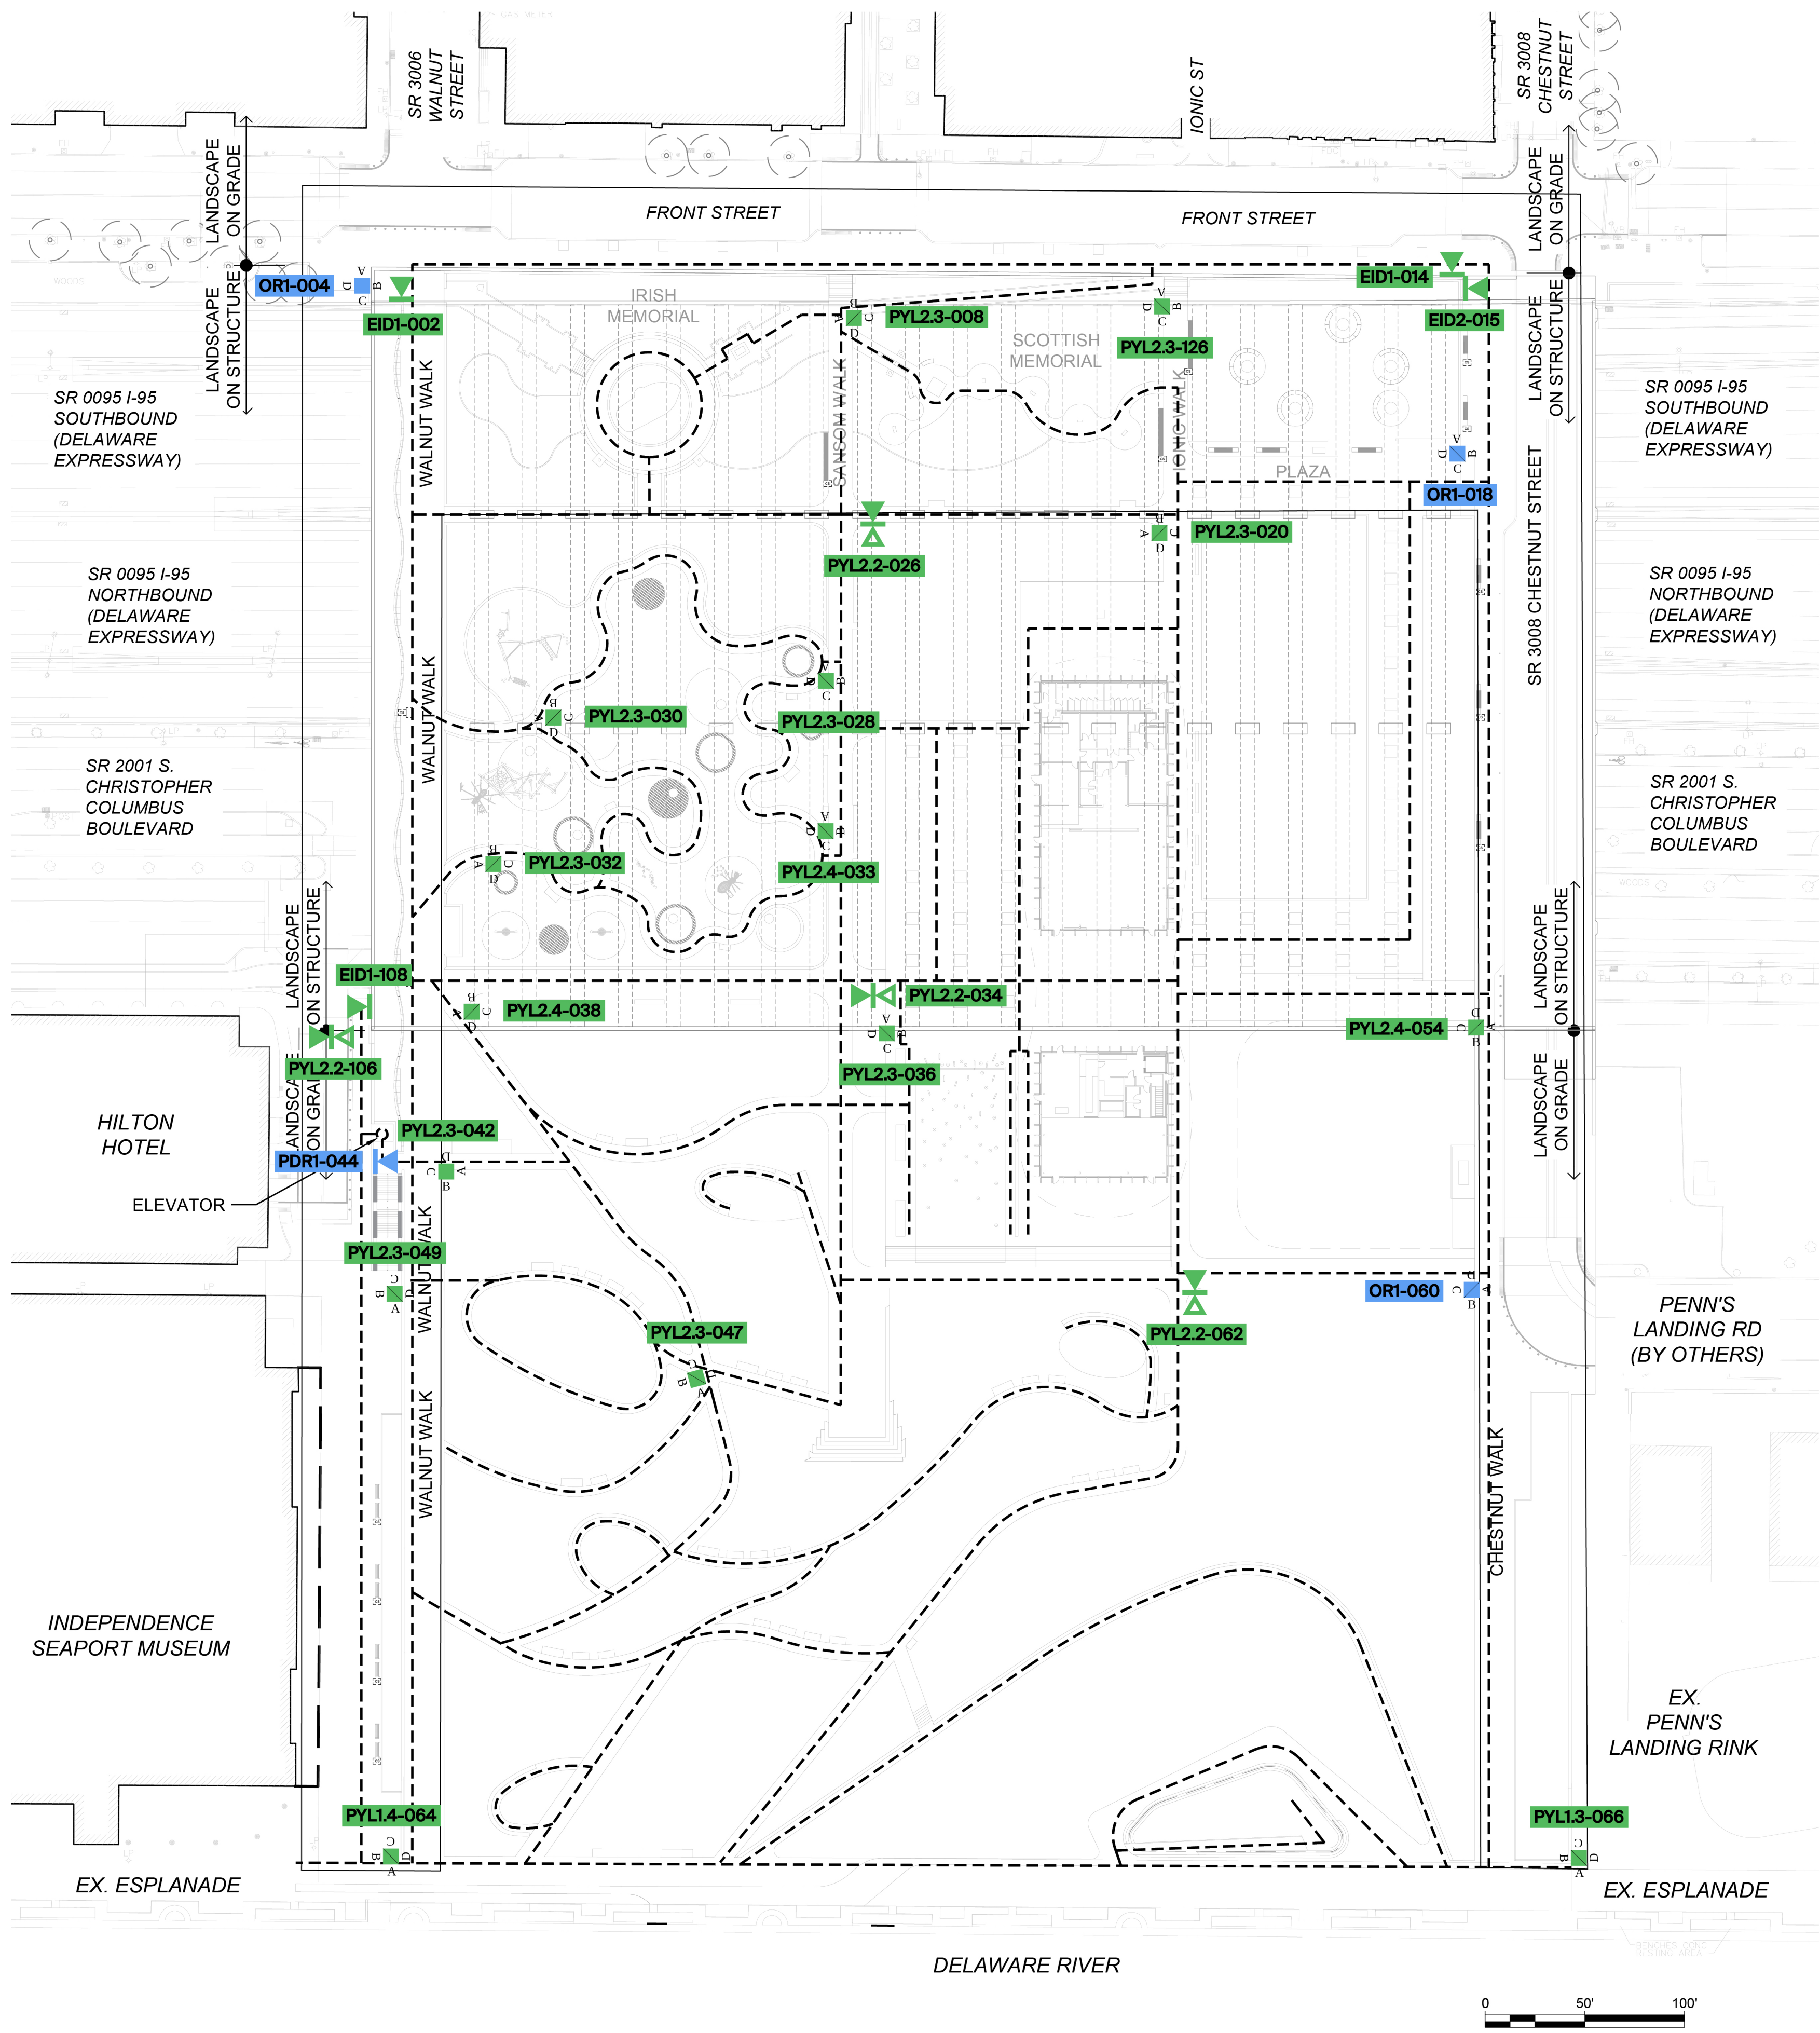 GAS METER
SR 3006
WALNUT
STREET
IONIC ST
SR 3008
CHESTNUT
STREET
LANDSCAPE
ON GRADE
LANDSCAPE
ON STRUCTURE
FRONT STREET
FRONT STREET
LANDSCAPE
ON GRADE
LANDSCAPE
ON STRUCTURE
WOODS
OR1-004
A
B
C
D
EID1-002
IRISH
MEMORIAL
B
A
C
D
PYL2.3-008
SCOTTISH
MEMORIAL
A
D
B
C
PYL2.3-126
EID1-014
EID2-015
WALNUT WALK
SANSOM WALK
IONIC WALK
PLAZA
A
D
B
C
OR1-018
SR 0095 I-95
SOUTHBOUND
(DELAWARE
EXPRESSWAY)
SR 0095 I-95
SOUTHBOUND
(DELAWARE
EXPRESSWAY)
SR 3008 CHESTNUT STREET
PYL2.2-026
B
A
C
D
PYL2.3-020
SR 0095 I-95
NORTHBOUND
(DELAWARE
EXPRESSWAY)
SR 0095 I-95
NORTHBOUND
(DELAWARE
EXPRESSWAY)
WALNUT WALK
A
D
B
C
PYL2.3-028
B
A
C
D
PYL2.3-030
SR 2001 S.
CHRISTOPHER
COLUMBUS
BOULEVARD
SR 2001 S.
CHRISTOPHER
COLUMBUS
BOULEVARD
A
D
B
C
PYL2.4-033
B
A
C
D
PYL2.3-032
WOODS
LANDSCAPE
ON STRUCTURE
LANDSCAPE
ON STRUCTURE
EID1-108
PYL2.2-106
B
A
C
D
PYL2.4-038
PYL2.2-034
B
D
C
PYL2.3-036
PYL2.4-054
D
A
C
B
LANDSCAPE
ON GRADE
LANDSCAPE
ON GRADE
HILTON
HOTEL
PYL2.3-042
D
A
C
B
PDR1-044
ELEVATOR
WALNUT WALK
PYL2.3-049
C
B
D
A
OR1-060
D
A
C
B
PYL2.2-062
PYL2.3-047
C
B
D
A
PENN'S
LANDING RD
(BY OTHERS)
WALNUT WALK
CHESTNUT WALK
INDEPENDENCE
SEAPORT MUSEUM
EX.
PENN'S
LANDING RINK
PYL1.4-064
C
B
D
A
PYL1.3-066
C
B
D
A
EX. ESPLANADE
EX. ESPLANADE
DELAWARE RIVER
0 50' 100'